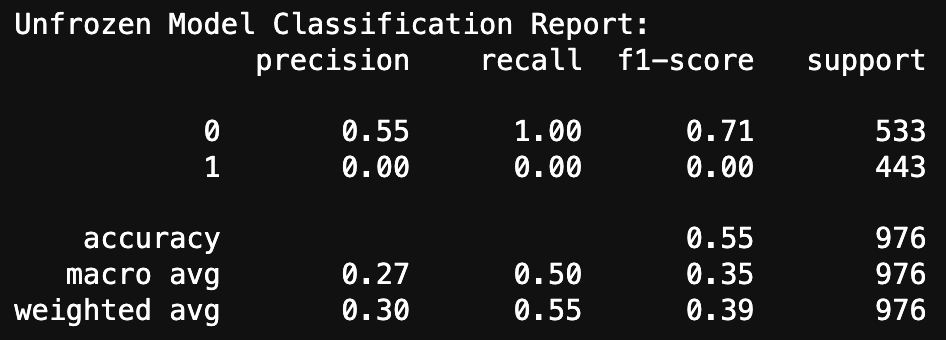 Unfrozen Model Classification Report:
precision recall f1-score support
0 0.55 1.00 0.71 533
1 0.00 0.00 0.00 443
accuracy 0.55 976
macro avg 0.27 0.50 0.35 976
weighted avg 0.30 0.55 0.39 976